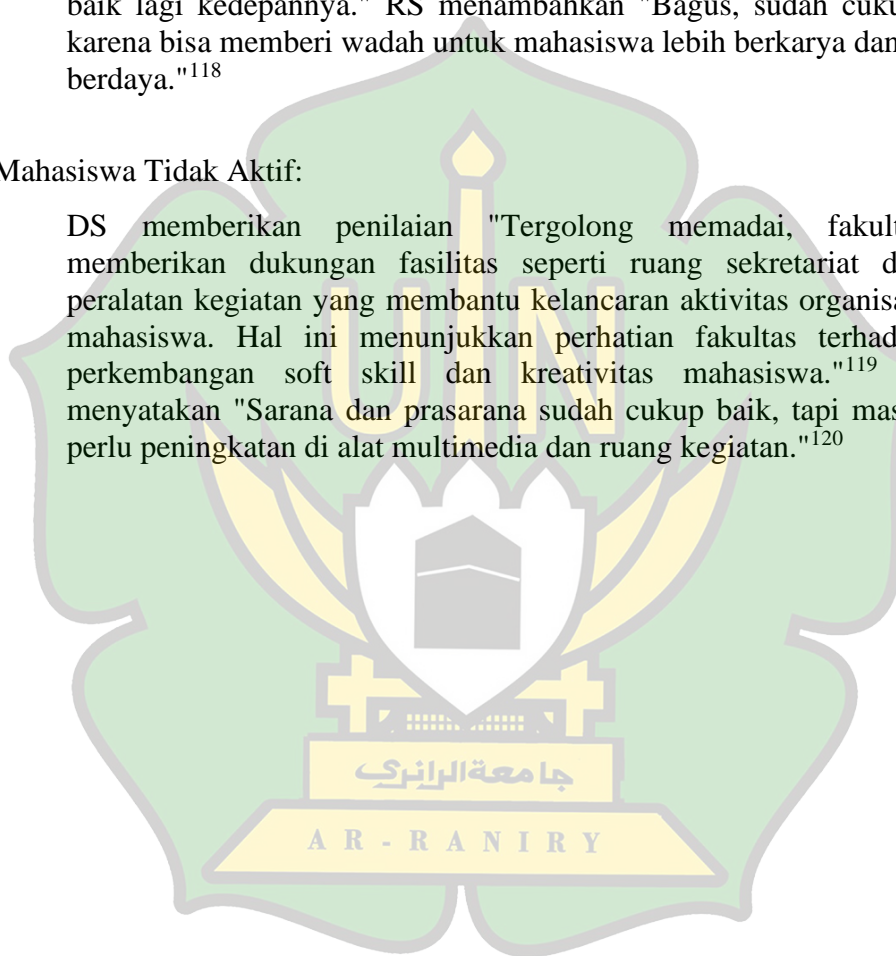 baik lagi kedepannya." RS menambahkan "Bagus, sudah cuku
karena bisa memberi wadah untuk mahasiswa lebih berkarya dan
berdaya."118
Mahasiswa Tidak Aktif:
DS memberikan penilaian "Tergolong memadai, fakult
memberikan dukungan fasilitas seperti ruang sekretariat d
peralatan kegiatan yang membantu kelancaran aktivitas organisa
mahasiswa. Hal ini menunjukkan perhatian fakultas terhad
perkembangan soft skill dan kreativitas mahasiswa."119
menyatakan "Sarana dan prasarana sudah cukup baik, tapi mas
perlu peningkatan di alat multimedia dan ruang kegiatan."120
UIN
جامعة الرانري
AR-RANIRY